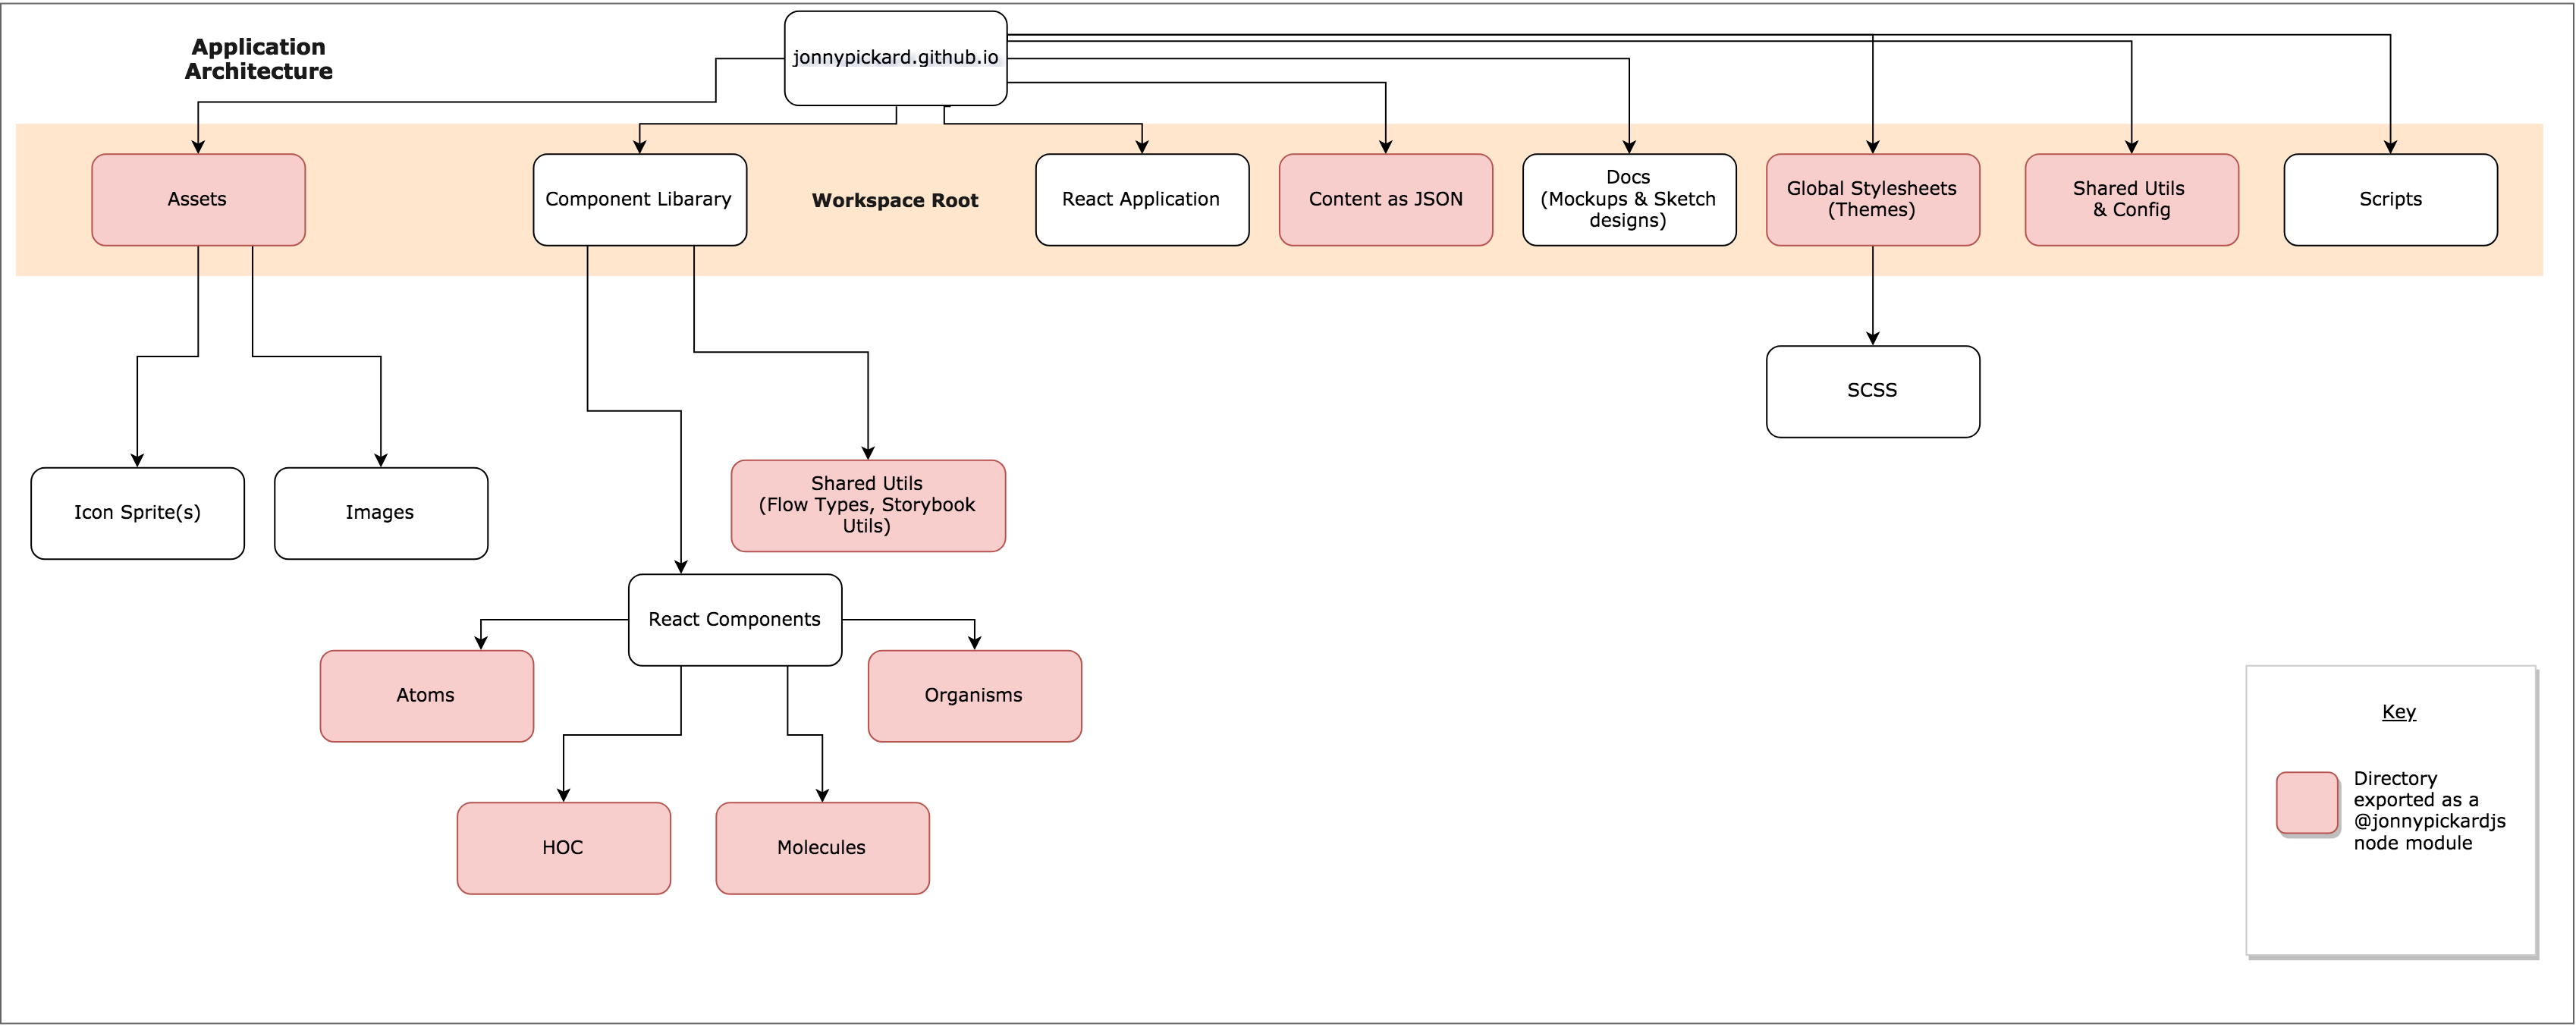 Application
Architecture
jonnypickard.github.io
Assets
Component Libarary
Workspace Root
React Application
Content as JSON
Docs
(Mockups & Sketch
designs)
Global Stylesheets
(Themes)
Shared Utils
& Config
Scripts
SCSS
Icon Sprite(s)
Images
Shared Utils
(Flow Types, Storybook
Utils)
React Components
Atoms
Organisms
HOC
Molecules
Key
Directory
exported as a
@jonnypickardjs
node module